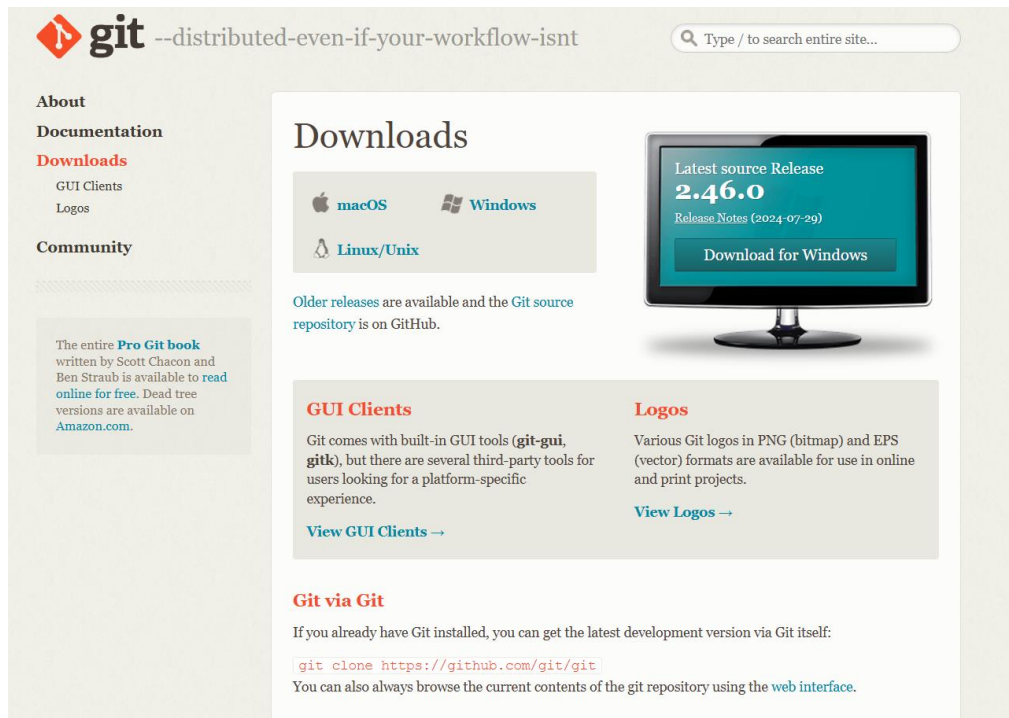 git --distributed-even-if-your-workflow-isnt
Type / to search entire site...
About
Documentation
Downloads
GUI Clients
Logos
Community
The entire Pro Git book
written by Scott Chacon and
Ben Straub is available to read
online for free. Dead tree
versions are available on
Amazon.com.
Downloads
macOS
Windows
Linux/Unix
Older releases are available and the Git source
repository is on GitHub.
Latest source Release
2.46.0
Release Notes (2024-07-29)
Download for Windows
GUI Clients
Git comes with built-in GUI tools (git-gui,
gitk), but there are several third-party tools for
users looking for a platform-specific
experience.
View GUI Clients →
Logos
Various Git logos in PNG (bitmap) and EPS
(vector) formats are available for use in online
and print projects.
View Logos →
Git via Git
If you already have Git installed, you can get the latest development version via Git itself:
git clone https://github.com/git/git
You can also always browse the current contents of the git repository using the web interface.